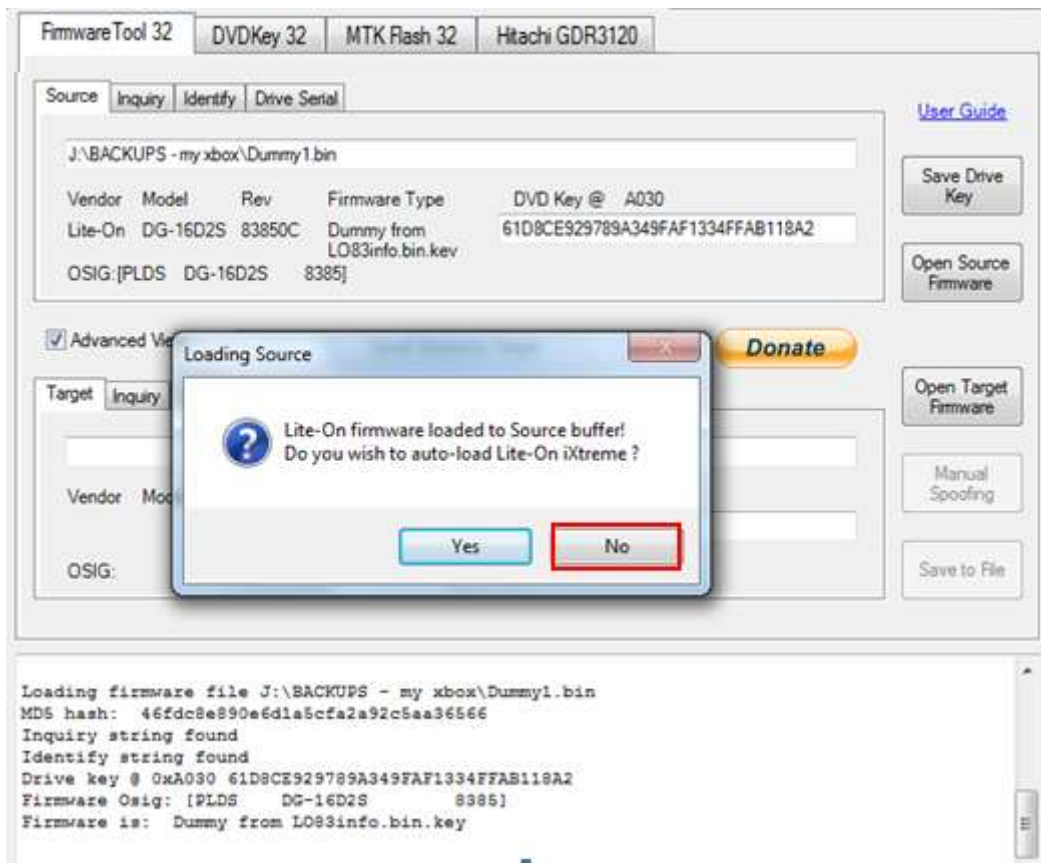 FirmwareTool 32 DVDKey 32 MTK Flash 32 Hitachi GDR3120
Source Inquiry Identify Drive Serial
User Guide
J:\BACKUPS - my xbox\Dummy1.bin
Save Drive Key
Vendor Model Rev Firmware Type DVD Key @ A030
Lite-On DG-16D2S 83850C Dummy from LO83info.bin.key 61D8CE929789A349FAF1334FFAB118A2
OSIG:[PLDS DG-16D2S 8385]
Open Source Firmware
Advanced Vie
Loading Source
Donate
Target Inquiry
Open Target Firmware
Lite-On firmware loaded to Source buffer!
Do you wish to auto-load Lite-On iXtreme ?
Manual Spoofing
Vendor Mod
Yes No
OSIG:
Save to File
Loading firmware file J:\BACKUPS - my xbox\Dummy1.bin
MD5 hash: 46fdc8e890e6d1a5cfa2a92c5aa36566
Inquiry string found
Identify string found
Drive key @ 0xA030 61D8CE929789A349FAF1334FFAB118A2
Firmware Osig: [PLDS DG-16D2S 8385]
Firmware is: Dummy from LO83info.bin.key